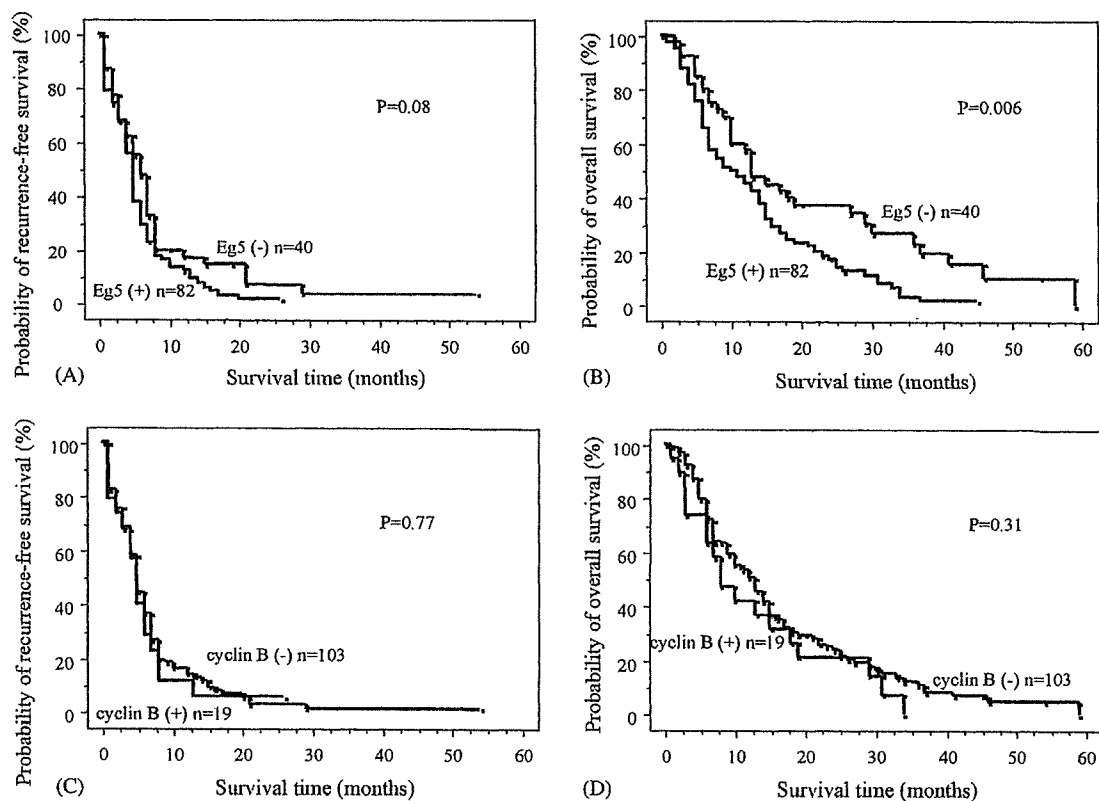 Probability of recurrence-free survival (%)
100
80
60
40
20
0
P=0.08
Eg5 (-) n=40
Eg5 (+) n=82
0 10 20 30 40 50 60
(A) Survival time (months)
Probability of overall survival (%)
100
80
60
40
20
0
P=0.006
Eg5 (-) n=40
Eg5 (+) n=82
0 10 20 30 40 50 60
(B) Survival time (months)
Probability of recurrence-free survival (%)
100
80
60
40
20
0
P=0.77
cyclin B (-) n=103
cyclin B (+) n=19
0 10 20 30 40 50 60
(C) Survival time (months)
Probability of overall survival (%)
100
80
60
40
20
0
P=0.31
cyclin B (+) n=19
cyclin B (-) n=103
0 10 20 30 40 50 60
(D) Survival time (months)